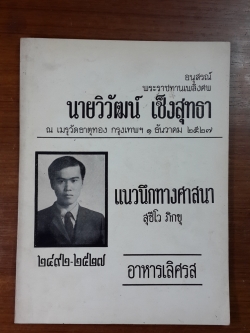 อนุสรณ์
พระราชทานเพลิงศพ
นายวิวัฒน์ เช็งสุทธา
ณ เมรุวัดธาตุทอง กรุงเทพฯ ๑ ธันวาคม ๒๕๒๗
แนวนึกทางศาสนา
สุชีโว ภิกขุ
๒๔๙๒-๒๕๒๗
อาหารเลิศรส